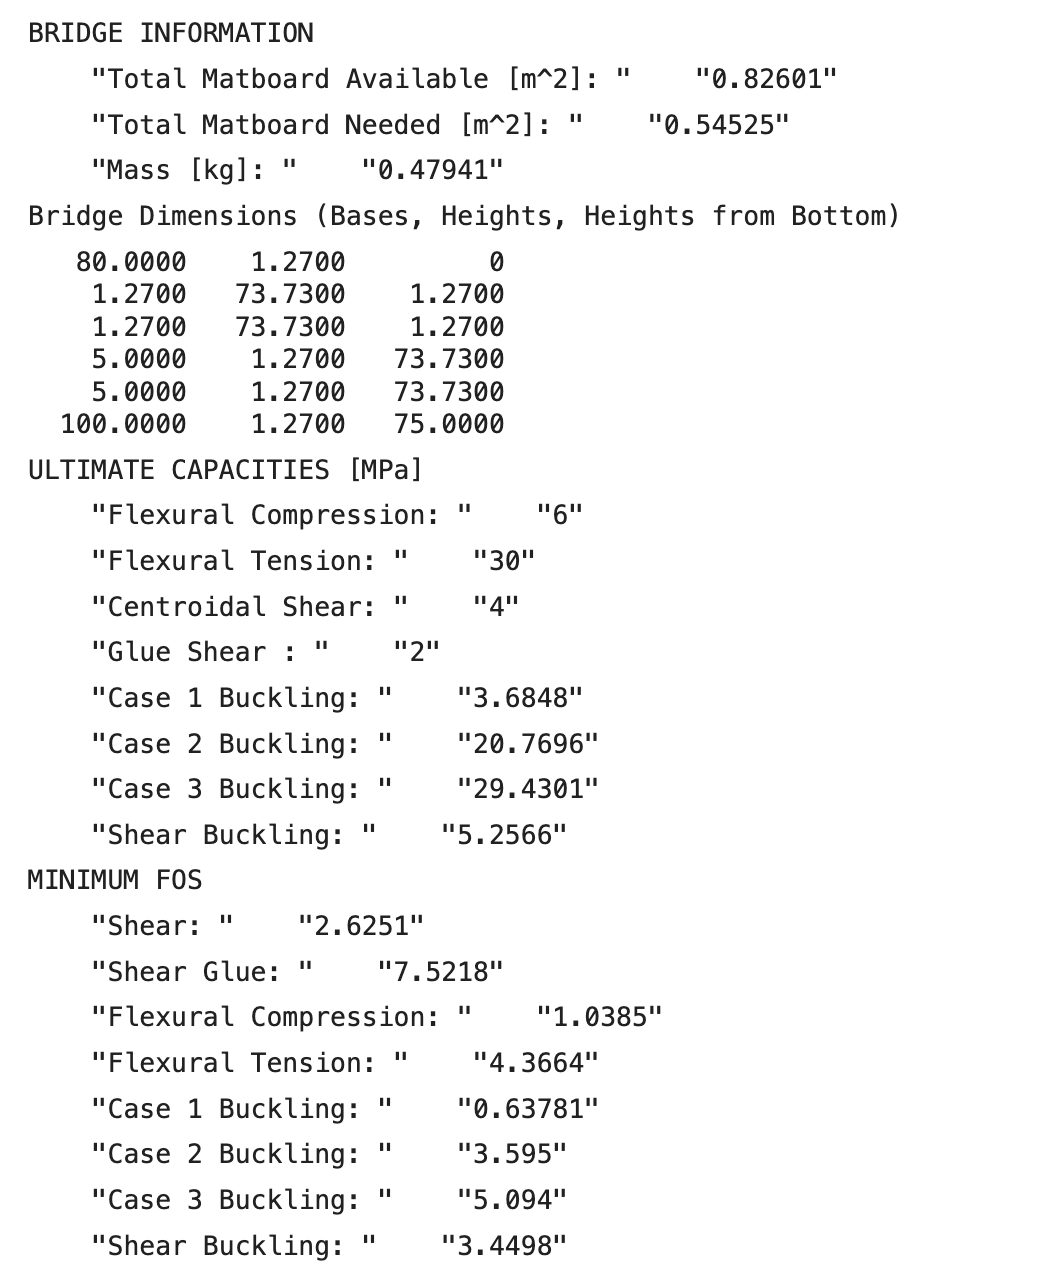 BRIDGE INFORMATION
"Total Matboard Available [m^2]: " "0.82601"
"Total Matboard Needed [m^2]: " "0.54525"
"Mass [kg]: " "0.47941"
Bridge Dimensions (Bases, Heights, Heights from Bottom)
80.0000 1.2700 0
1.2700 73.7300 1.2700
1.2700 73.7300 1.2700
5.0000 1.2700 73.7300
5.0000 1.2700 73.7300
100.0000 1.2700 75.0000
ULTIMATE CAPACITIES [MPa]
"Flexural Compression: " "6"
"Flexural Tension: " "30"
"Centroidal Shear: " "4"
"Glue Shear : " "2"
"Case 1 Buckling: " "3.6848"
"Case 2 Buckling: " "20.7696"
"Case 3 Buckling: " "29.4301"
"Shear Buckling: " "5.2566"
MINIMUM FOS
"Shear: " "2.6251"
"Shear Glue: " "7.5218"
"Flexural Compression: " "1.0385"
"Flexural Tension: " "4.3664"
"Case 1 Buckling: " "0.63781"
"Case 2 Buckling: " "3.595"
"Case 3 Buckling: " "5.094"
"Shear Buckling: " "3.4498"